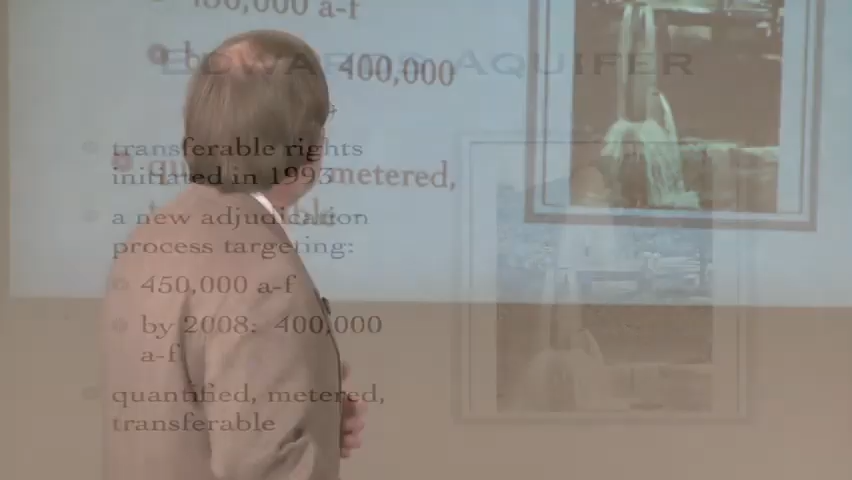 450,000 a-f
400,000
metered,
EDWARDS AQUIFER
transferable rights
initiated in 1993
a new adjudication
process targeting:
450,000 a-f
by 2008: 400,000
a-f
quantified, metered,
transferable